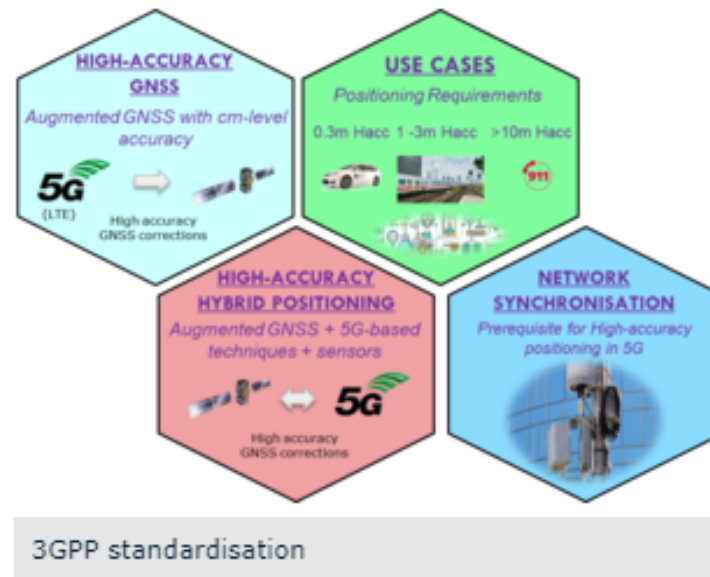 HIGH-ACCURACY
GNSS
Augmented GNSS with cm-level
accuracy
5G
(LTE)
High accuracy
GNSS corrections
USE CASES
Positioning Requirements
0.3m Hacc 1 -3m Hacc >10m Hacc
911
HIGH-ACCURACY
HYBRID POSITIONING
Augmented GNSS + 5G-based
techniques + sensors
5G
High accuracy
GNSS corrections
NETWORK
SYNCHRONISATION
Prerequisite for High-accuracy
positioning in 5G
3GPP standardisation